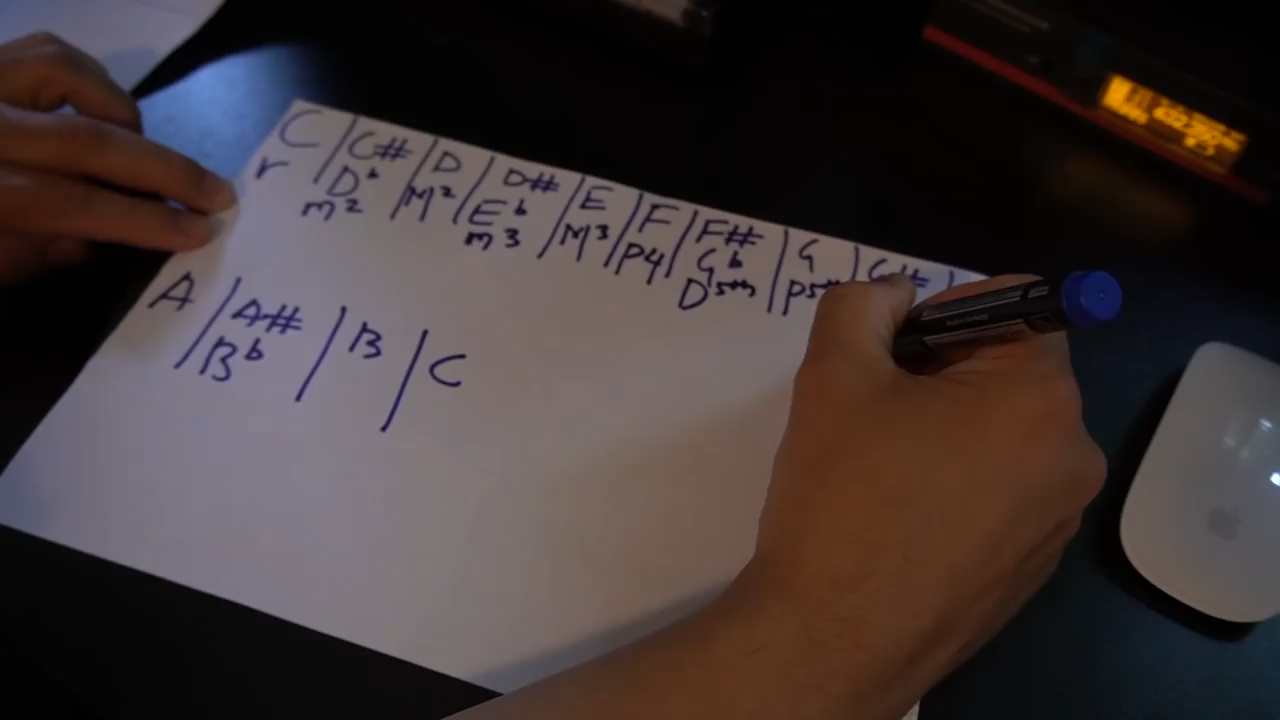 C | C# | D | D# | E | F | F# | G | G# |
r D♭ M2 E♭ M3 P4 G♭ P5th
m2 m3 D5th
A | A# | B | C
B♭